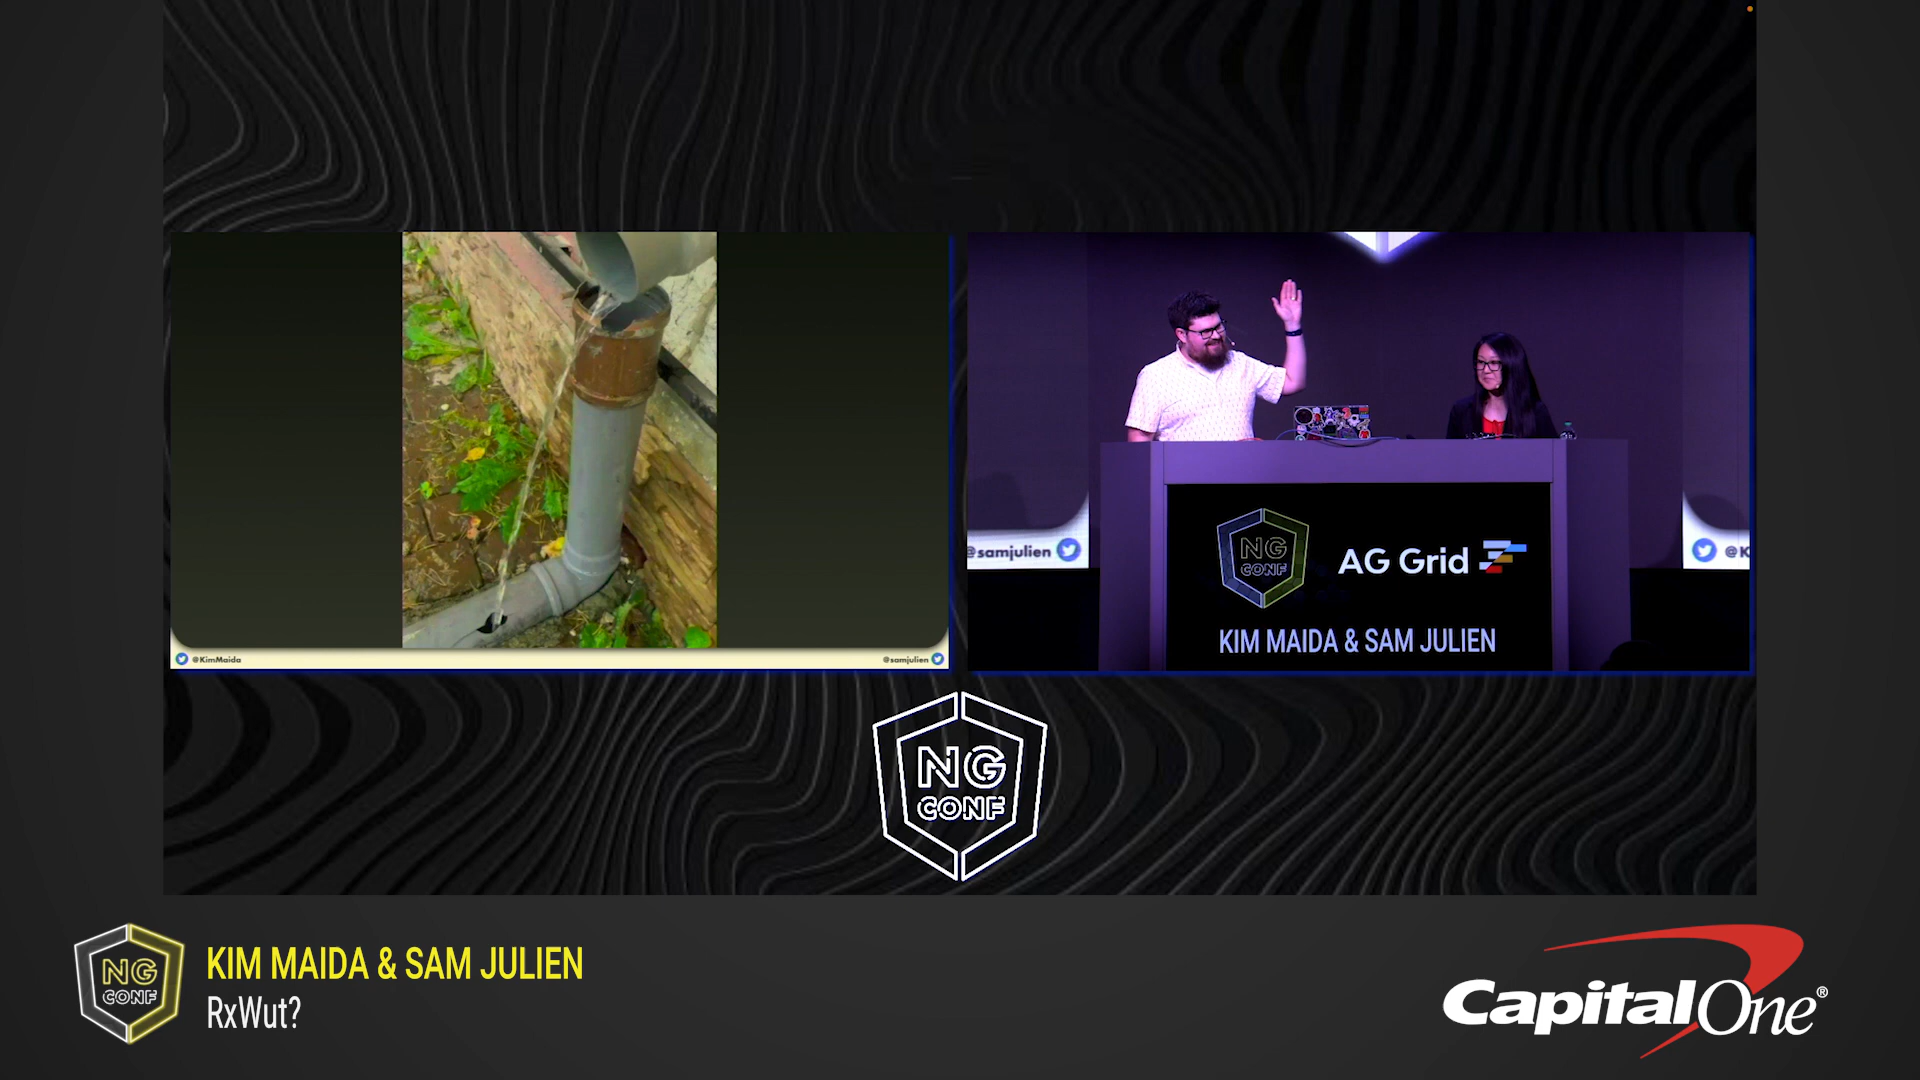 @KimMaida
@samjulien
@samjulien
@K
NG
CONF
AG Grid
KIM MAIDA & SAM JULIEN
NG
CONF
NG
CONF
KIM MAIDA & SAM JULIEN
RxWut?
CapitalOne®